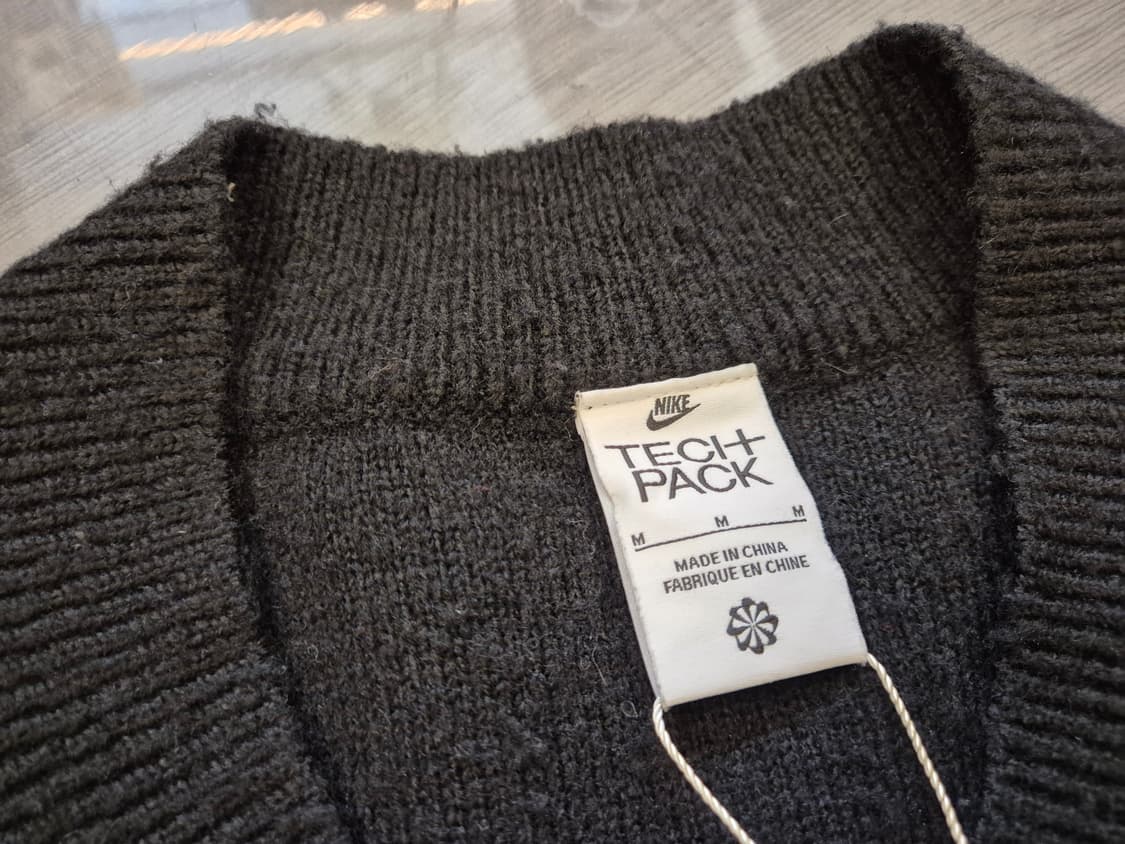 NIKE
TECH
PACK
M M M
MADE IN CHINA
FABRIQUE EN CHINE